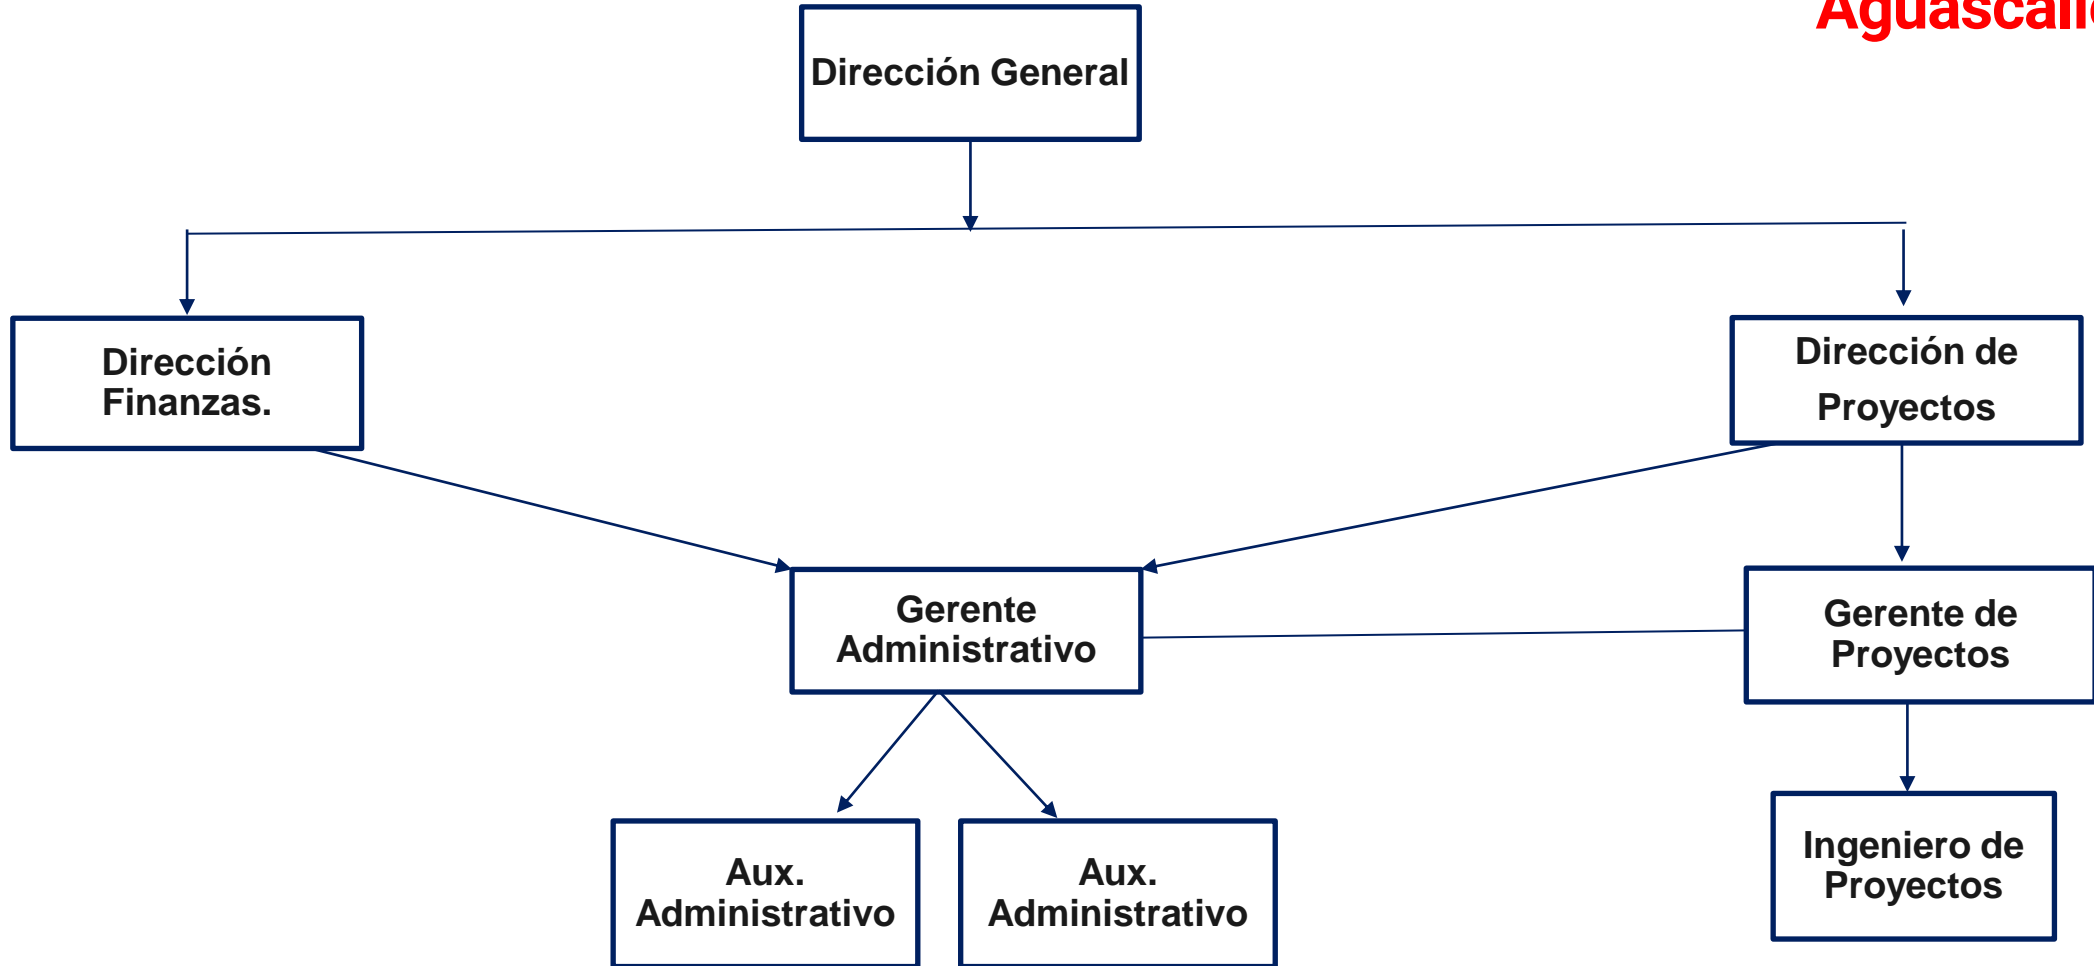 Dirección General
Dirección
Finanzas.
Dirección de
Proyectos
Gerente
Administrativo
Gerente de
Proyectos
Aux.
Administrativo
Aux.
Administrativo
Ingeniero de
Proyectos